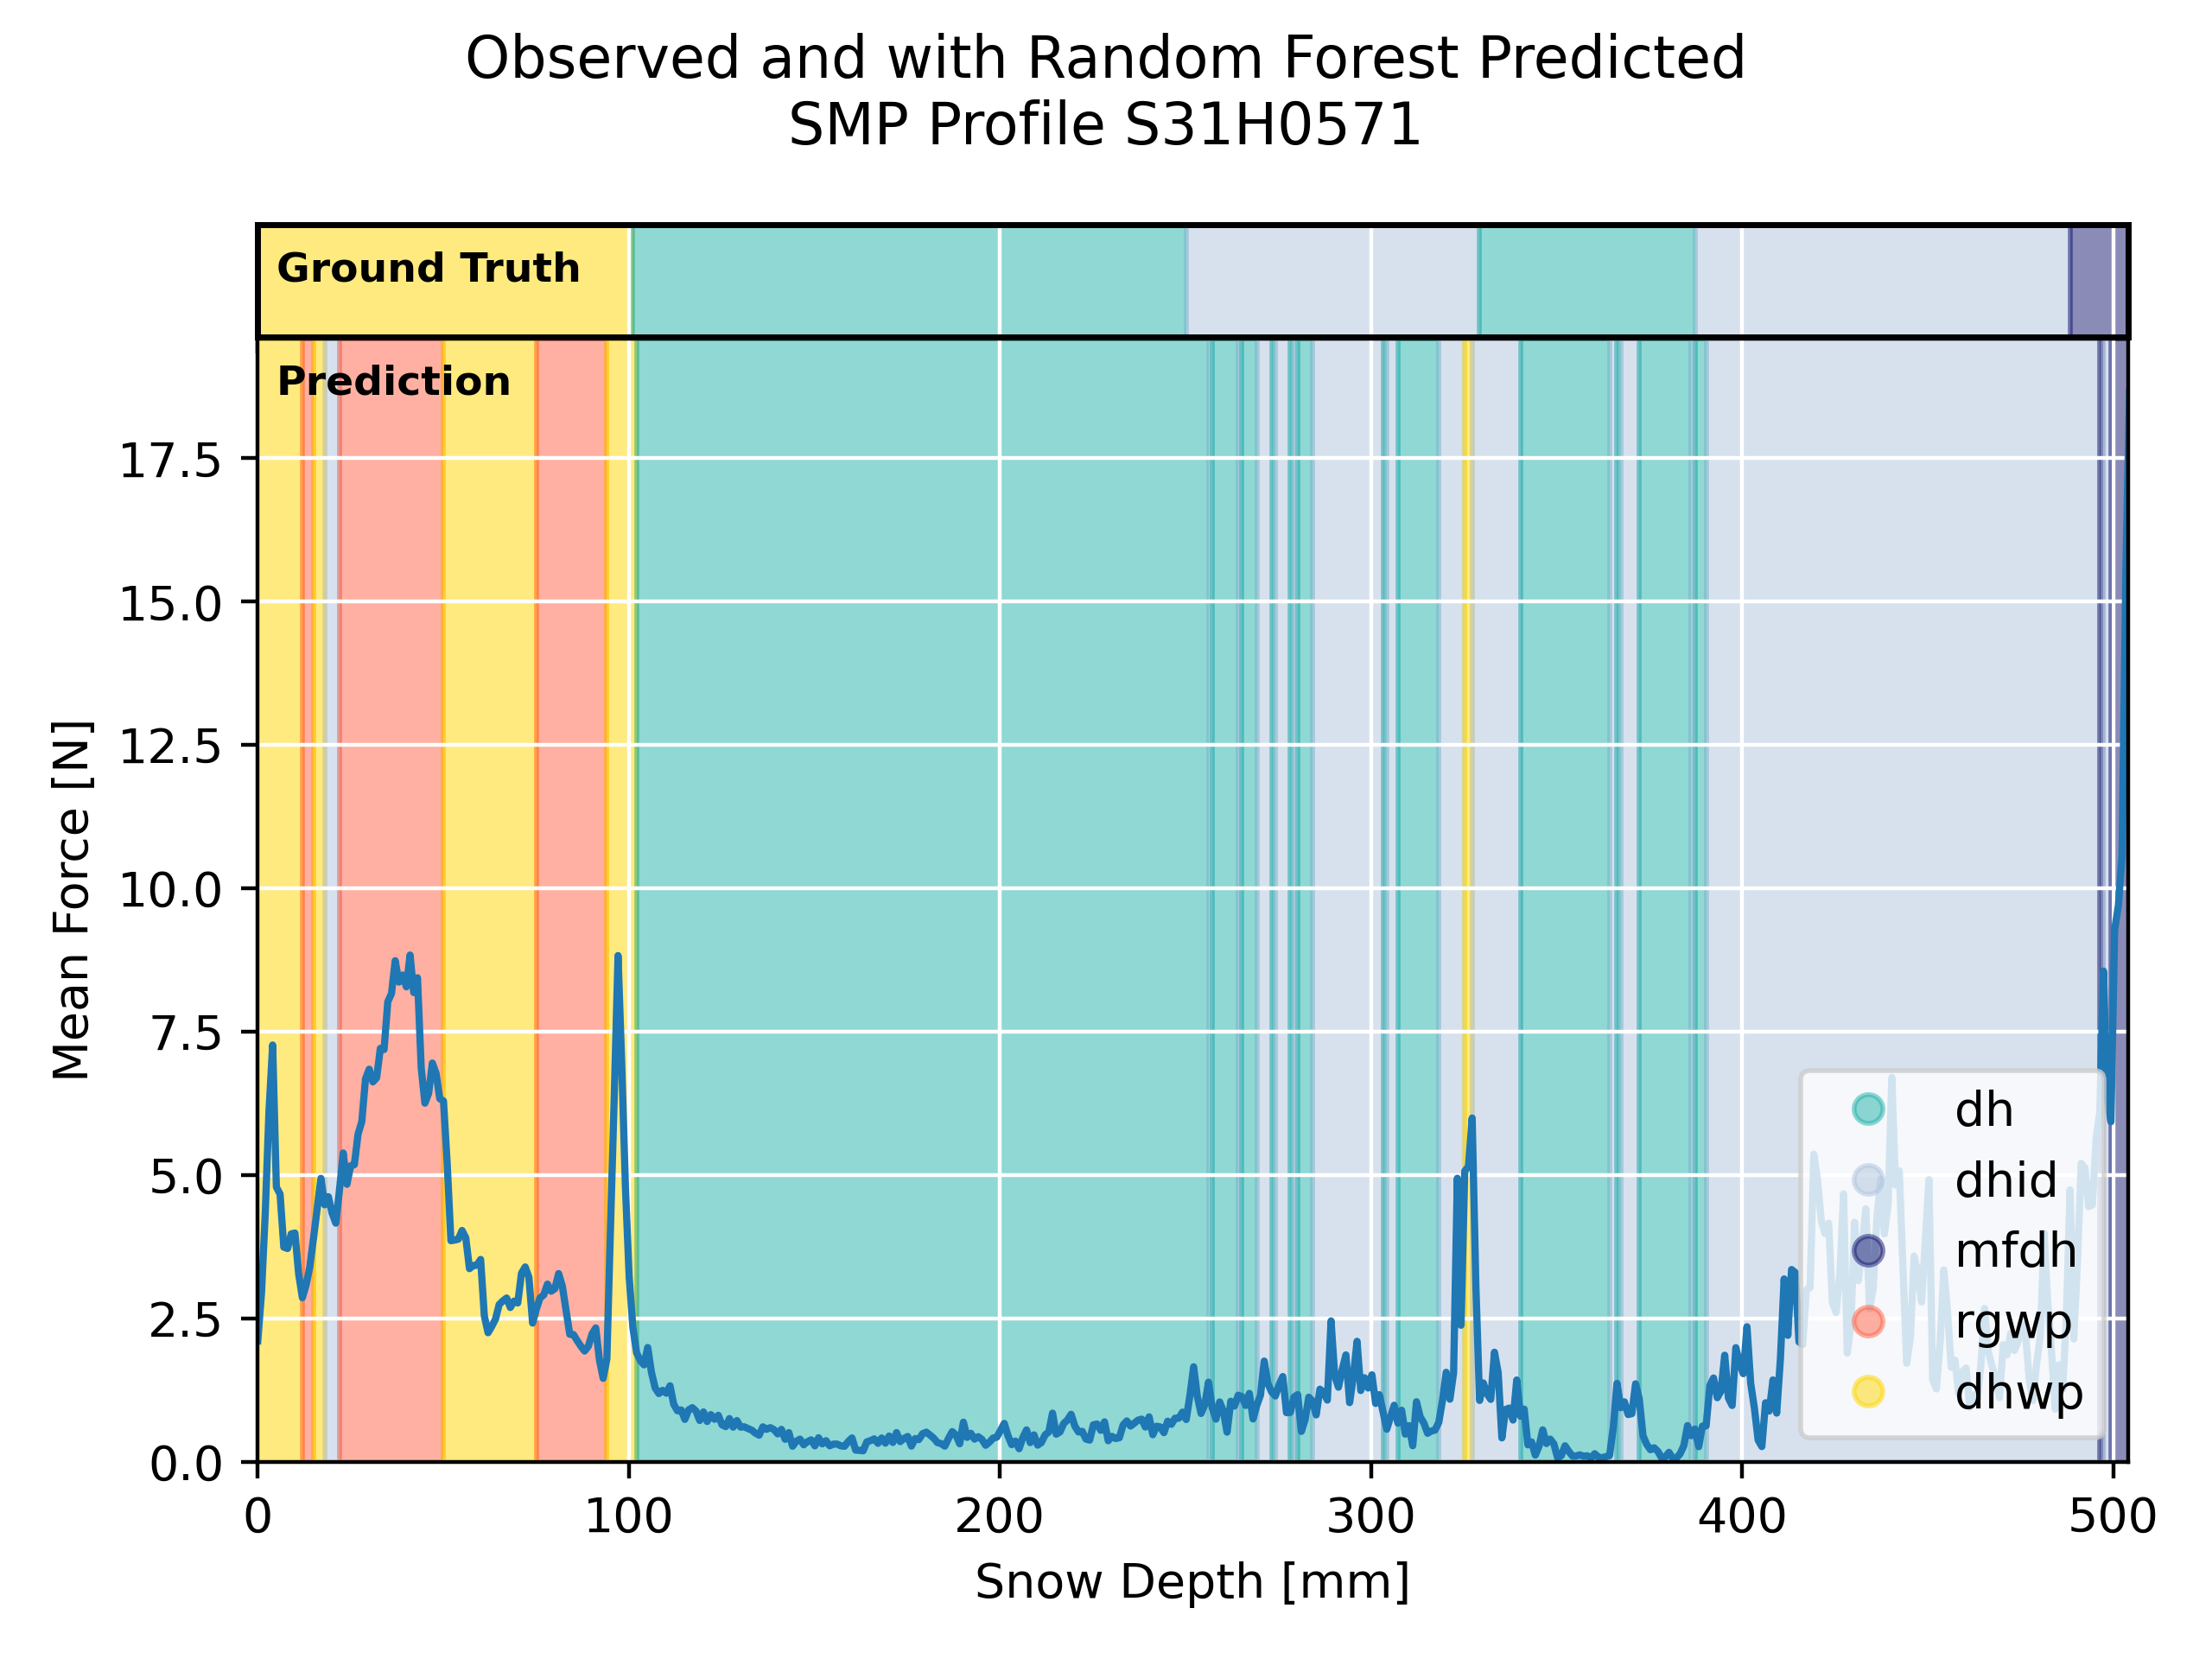 Observed and with Random Forest Predicted
SMP Profile S31H0571
Ground Truth
Prediction
17.5
15.0
12.5
10.0
7.5
5.0
2.5
0.0
Mean Force [N]
dh
dhid
mfdh
rgwp
dhwp
0 100 200 300 400 500
Snow Depth [mm]